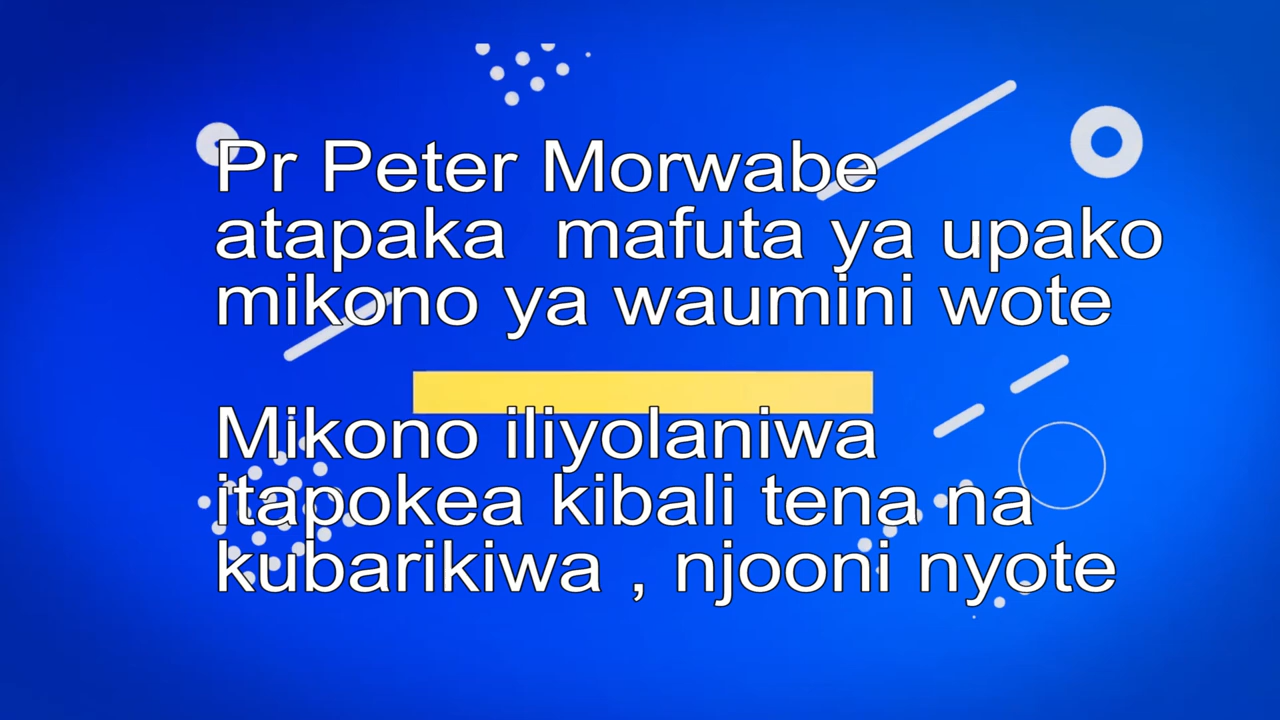 Pr Peter Morwabe
atapaka mafuta ya upako
mikono ya waumini wote
Mikono iliyolaniwa
itapokea kibali tena na
kubarikiwa , njooni nyote